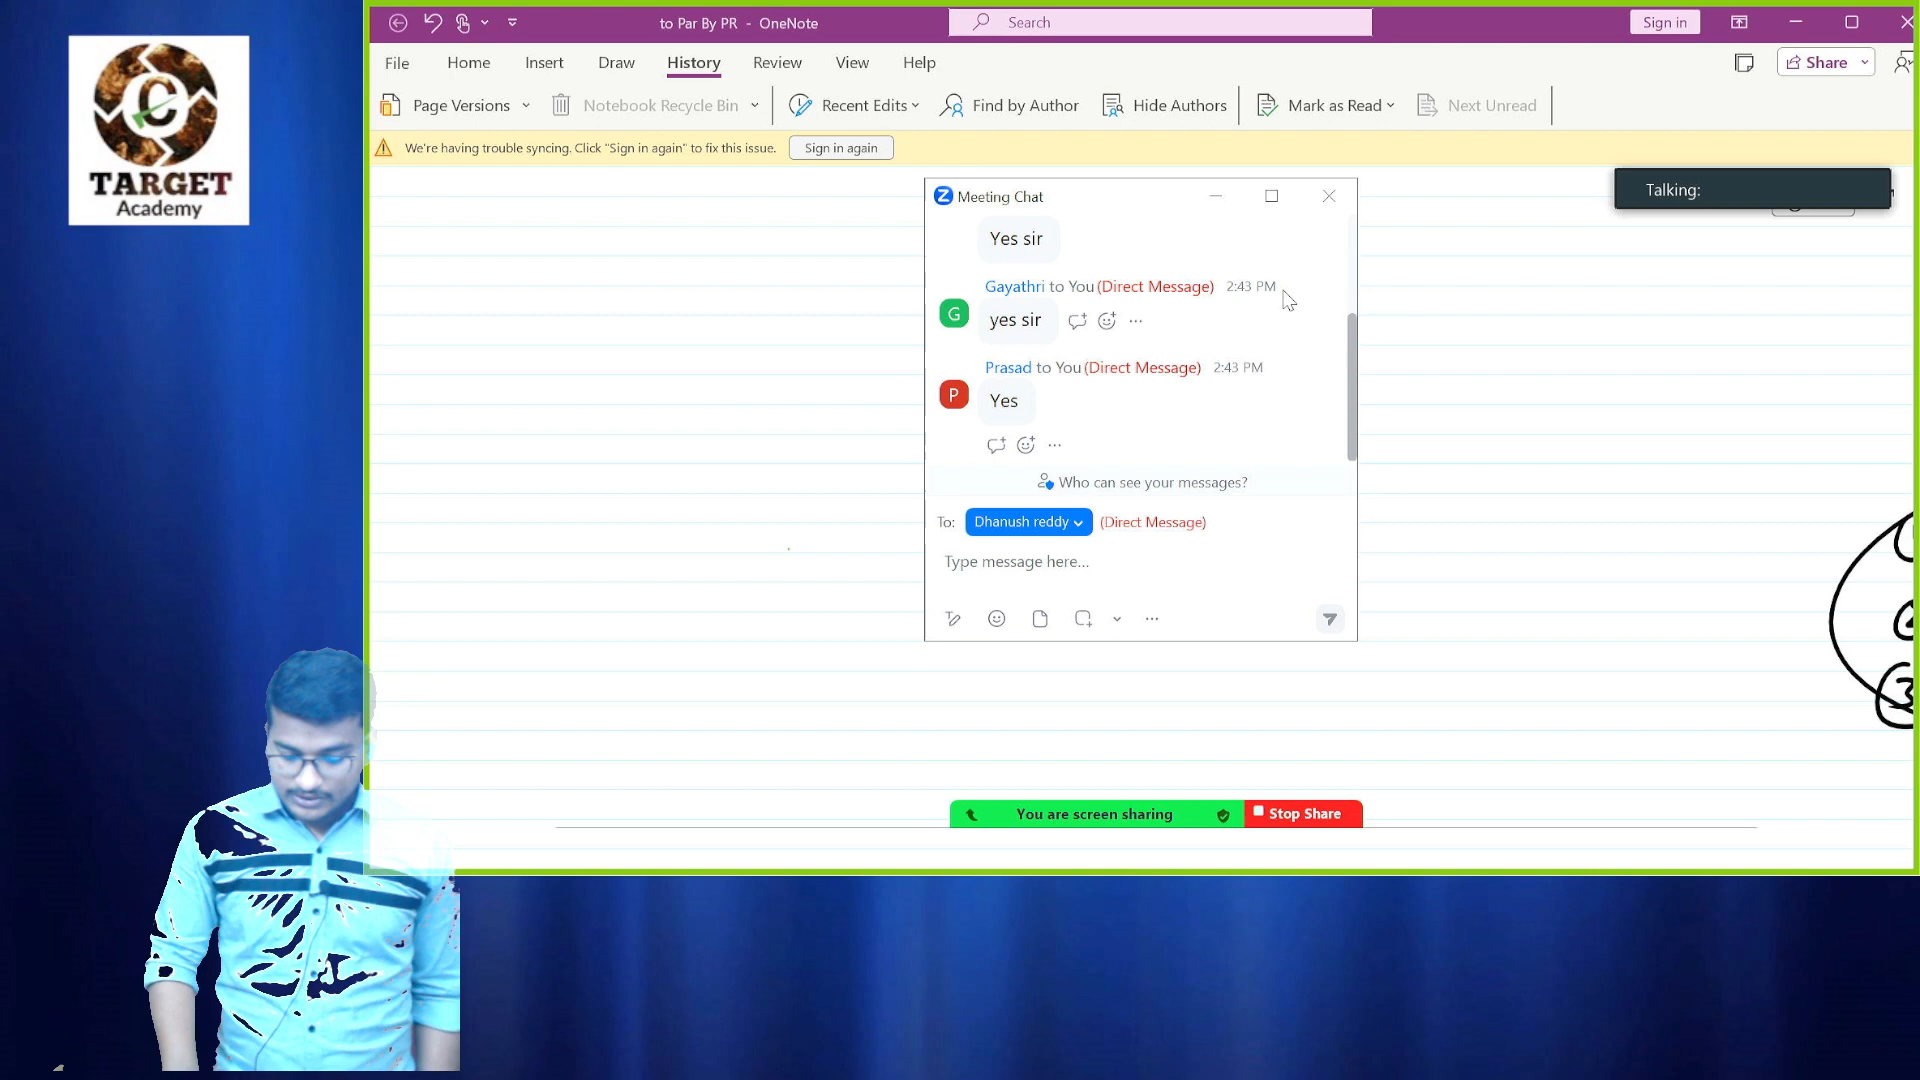 to Par By PR - OneNote
Search
Sign in
File Home Insert Draw History Review View Help
Share
Page Versions Notebook Recycle Bin Recent Edits Find by Author Hide Authors Mark as Read Next Unread
We're having trouble syncing. Click "Sign in again" to fix this issue. Sign in again
TARGET
Academy
Talking:
Meeting Chat
Yes sir
Gayathri to You (Direct Message) 2:43 PM
G
yes sir
Prasad to You (Direct Message) 2:43 PM
P
Yes
Who can see your messages?
To: Dhanush reddy (Direct Message)
Type message here...
You are screen sharing
Stop Share